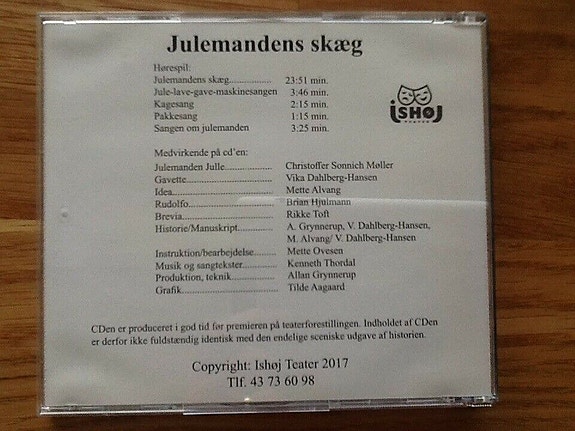 Julemandens skæg
Hørespil:
Julemandens skæg................ 23:51 min.
Jule-lave-gave-maskinesangen 3:46 min.
Kagesang 2:15 min.
Pakkesang 1:15 min.
Sangen om julemanden 3:25 min.
iSHØJ
TEATER
Medvirkende på cd'en:
Julemanden Julle.................. Christoffer Sonnich Møller
Gavette................................ Vika Dahlberg-Hansen
Idea..................................... Mette Alvang
Rudolfo............................... Brian Hjulmann
Brevia.................................. Rikke Toft
Historie/Manuskript............. A. Grynnerup, V. Dahlberg-Hansen,
M. Alvang/ V. Dahlberg-Hansen
Instruktion/bearbejdelse........ Mette Ovesen
Musik og sangtekster............ Kenneth Thordal
Produktion, teknik................ Allan Grynnerup
Grafik................................... Tilde Aagaard
CDen er produceret i god tid før premieren på teaterforestillingen. Indholdet af CDen
er derfor ikke fuldstændig identisk med den endelige sceniske udgave af historien.
Copyright: Ishøj Teater 2017
Tlf. 43 73 60 98